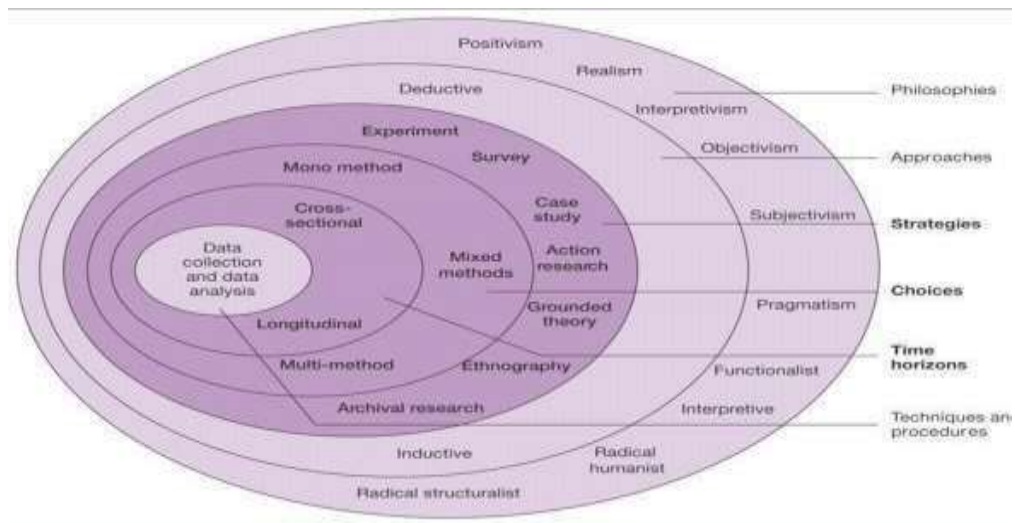 Positivism
Realism
Philosophies
Deductive
Interpretivism
Experiment
Objectivism
Survey
Approaches
Mono method
Case
study
Cross-
sectional
Subjectivism
Strategies
Data
collection
and data
analysis
Mixed
methods
Action
research
Choices
Grounded
theory
Pragmatism
Longitudinal
Time
horizons
Multi-method
Ethnography
Functionalist
Archival research
Interpretive
Techniques an
procedures
Inductive
Radical
humanist
Radical structuralist